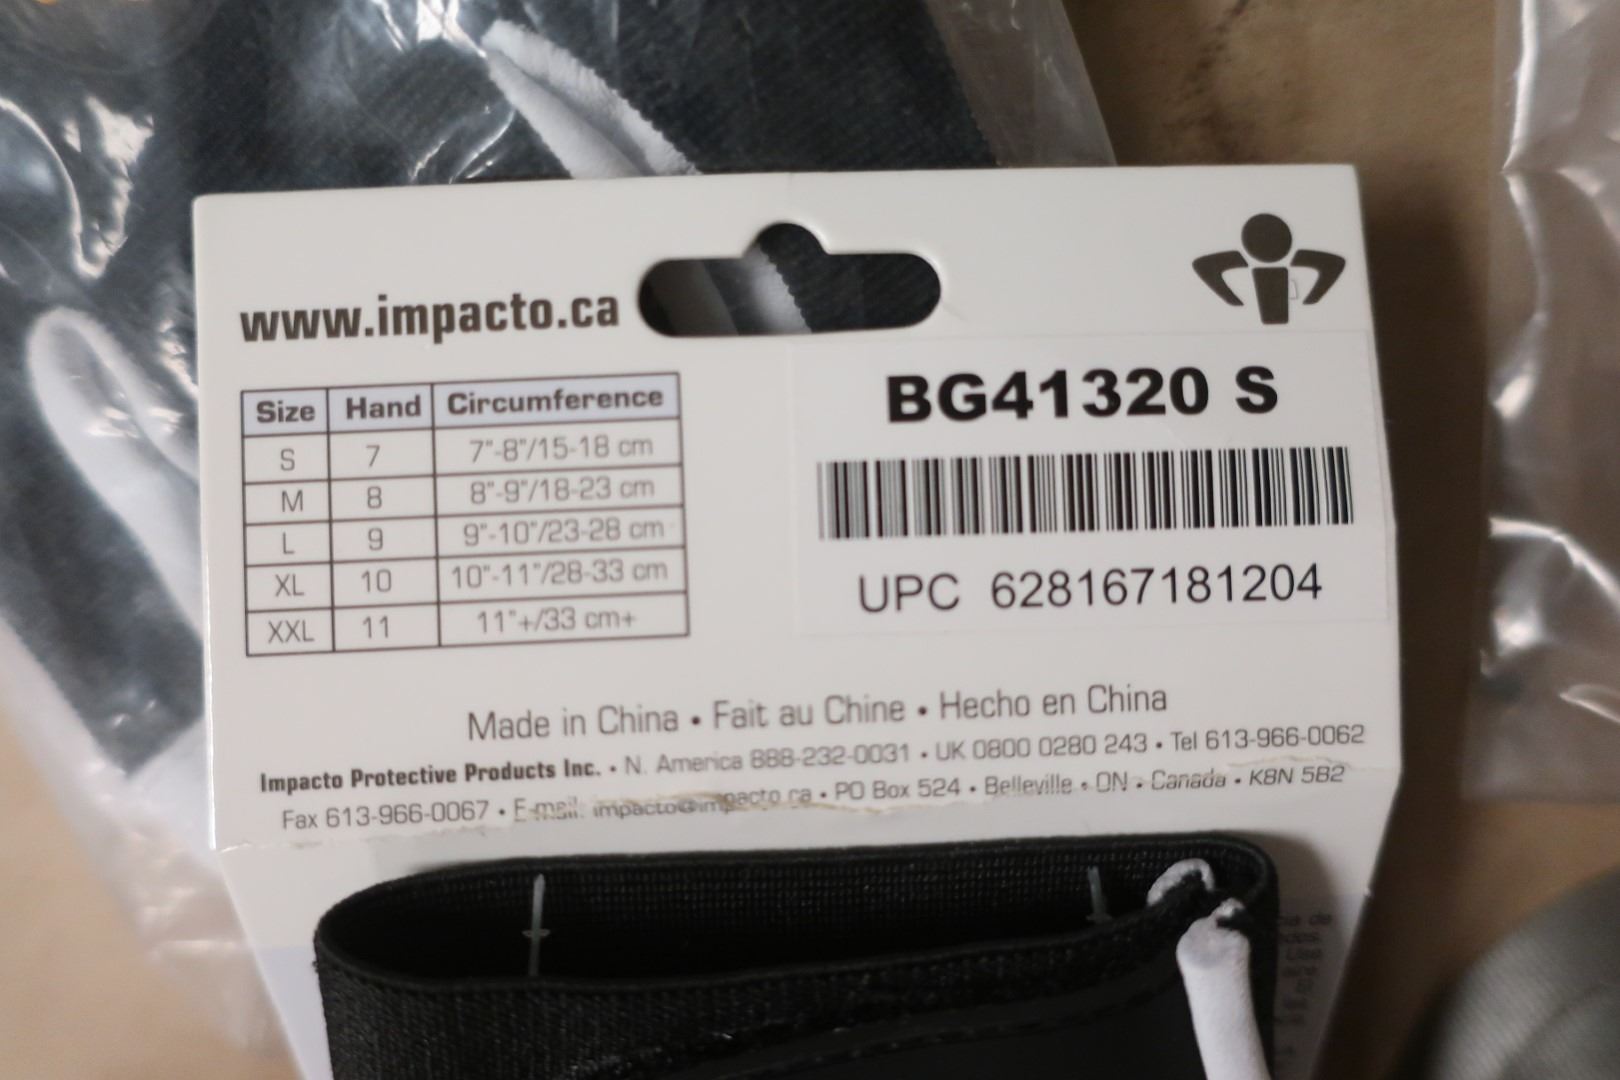 www.impacto.ca
Size Hand Circumference
S 7 7"-8"/15-18 cm
M 8 8"-9"/18-23 cm
L 9 9"-10"/23-28 cm
XL 10 10"-11"/28-33 cm
XXL 11 11"+/33 cm+
BG41320 S
UPC 628167181204
Made in China • Fait au Chine • Hecho en China
Impacto Protective Products Inc. • N. America 888-232-0031 • UK 0800 0280 243 • Tel 613-966-0062
Fax 613-966-0067 • E-mail: impacto@impacto.ca • PO Box 524 • Belleville • ON • Canada • K8N 5B2